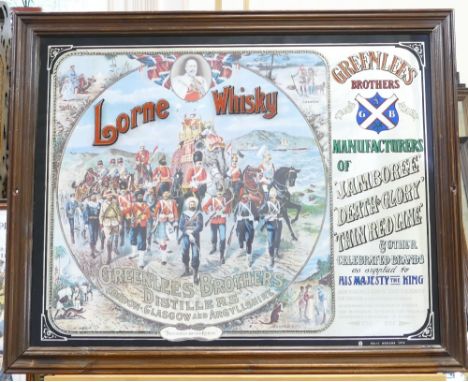 Lorne Whisky
GREENLEES BROTHERS
DISTILLERS
LONDON, GLASGOW AND ARGYLLSHIRE
GREENLEES
BROTHERS
G B
MANUFACTURERS
OF
"JAMBOREE"
"DEATH & GLORY"
"THIN RED LINE"
& OTHER
CELEBRATED BRANDS
as supplied to
HIS MAJESTY THE KING